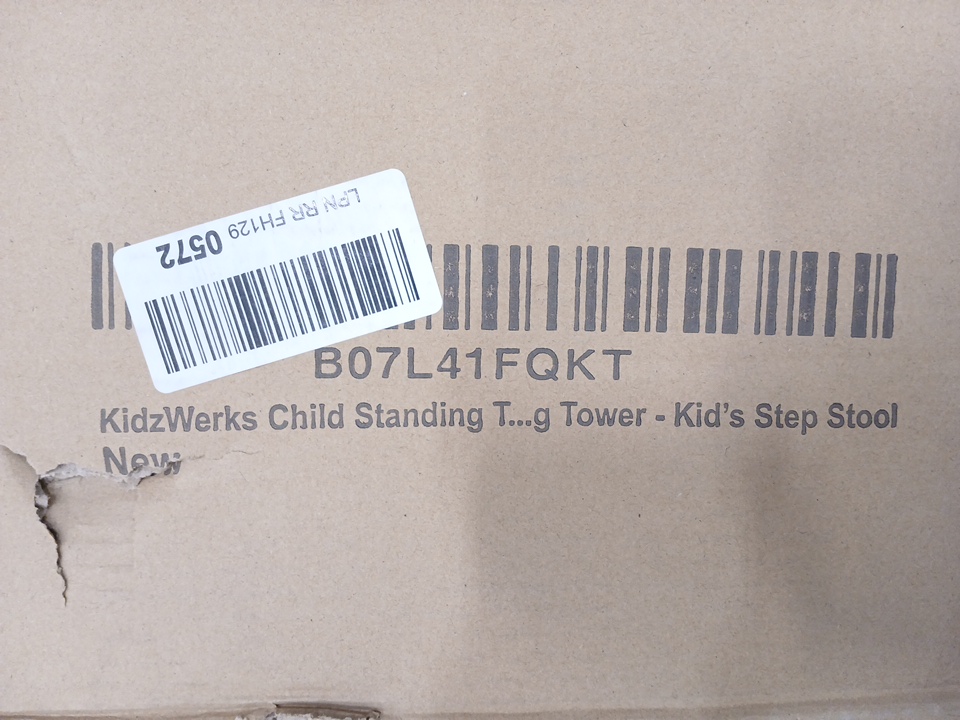 LPN RR FH129 0572
B07L41FQKT
KidzWerks Child Standing T...g Tower - Kid's Step Stool
New